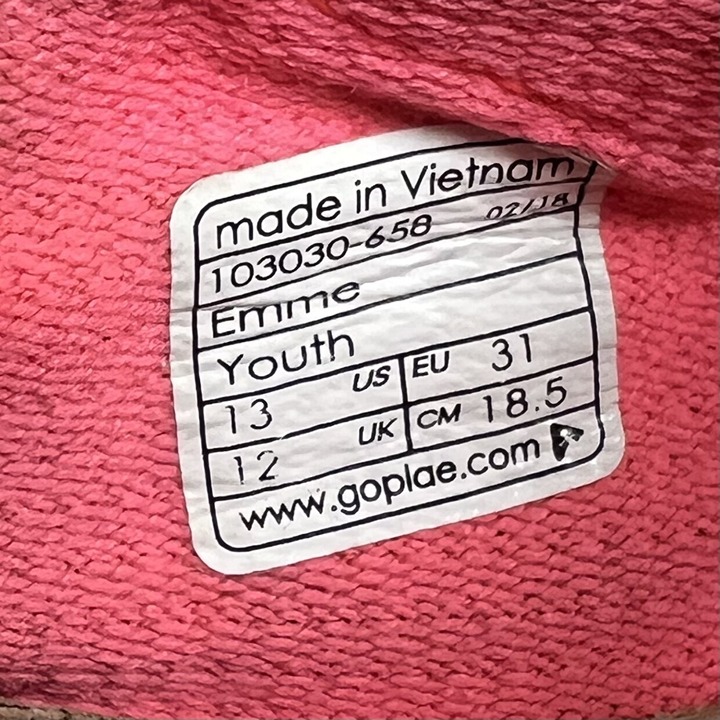 made in Vietnam
103030-658 02/18
Emme
Youth
13 US EU 31
12 UK CM 18.5
www.goplae.com